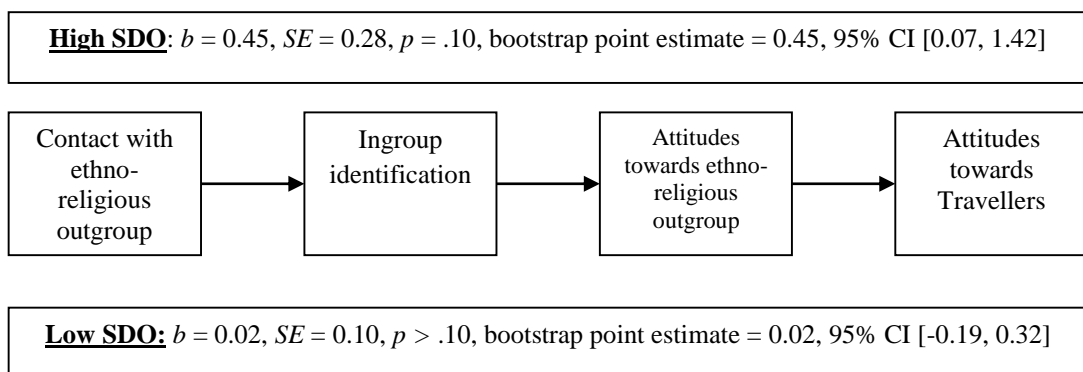 High SDO: b = 0.45, SE = 0.28, p = .10, bootstrap point estimate = 0.45, 95% CI [0.07, 1.42]
Contact with
ethno-
religious
outgroup
Ingroup
identification
Attitudes
towards ethno-
religious
outgroup
Attitudes
towards
Travellers
Low SDO: b = 0.02, SE = 0.10, p > .10, bootstrap point estimate = 0.02, 95% CI [-0.19, 0.32]